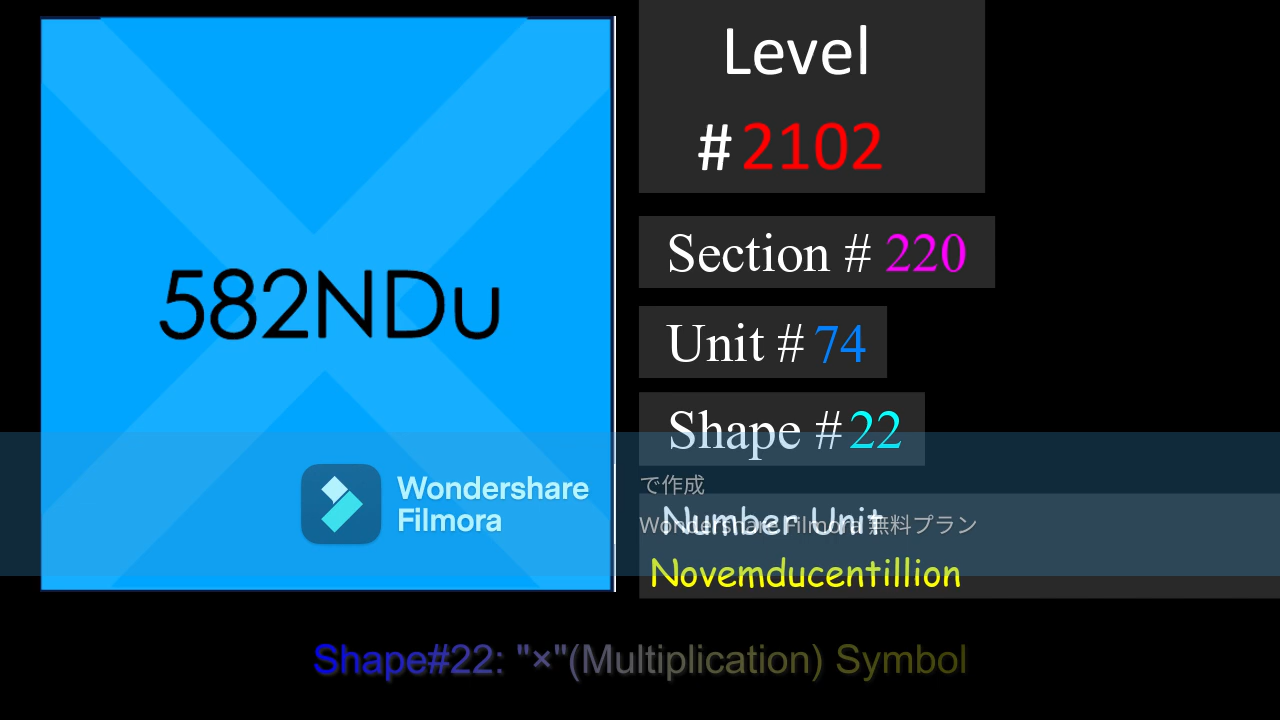 582NDu
Level
#2102
Section # 220
Unit # 74
Shape # 22
Wondershare
Filmora
で作成
Wondershare Filmora 無料プラン
Number Unit
Novemducentillion
Shape#22: "×"(Multiplication) Symbol